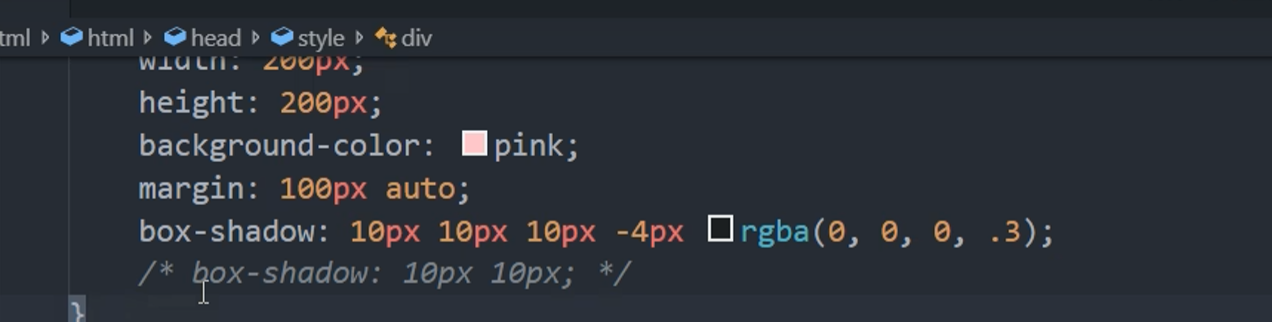 tml html head style div
width: 200px;
height: 200px;
background-color: pink;
margin: 100px auto;
box-shadow: 10px 10px 10px -4px rgba(0, 0, 0, .3);
/* box-shadow: 10px 10px; */
}